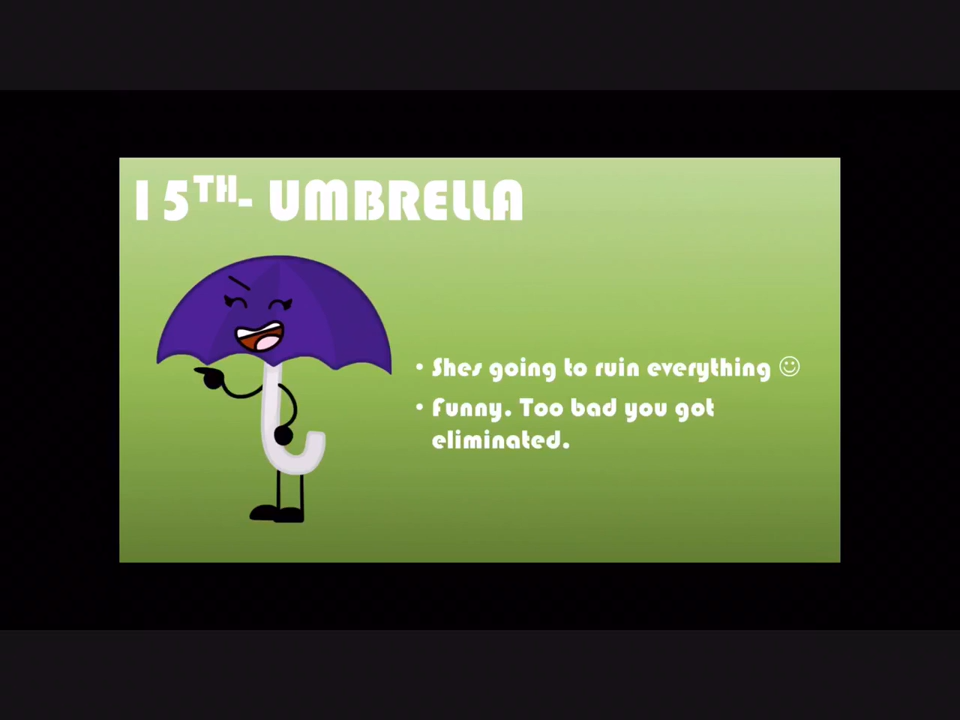 15TH- UMBRELLA
• Shes going to ruin everything ☺
• Funny. Too bad you got
eliminated.